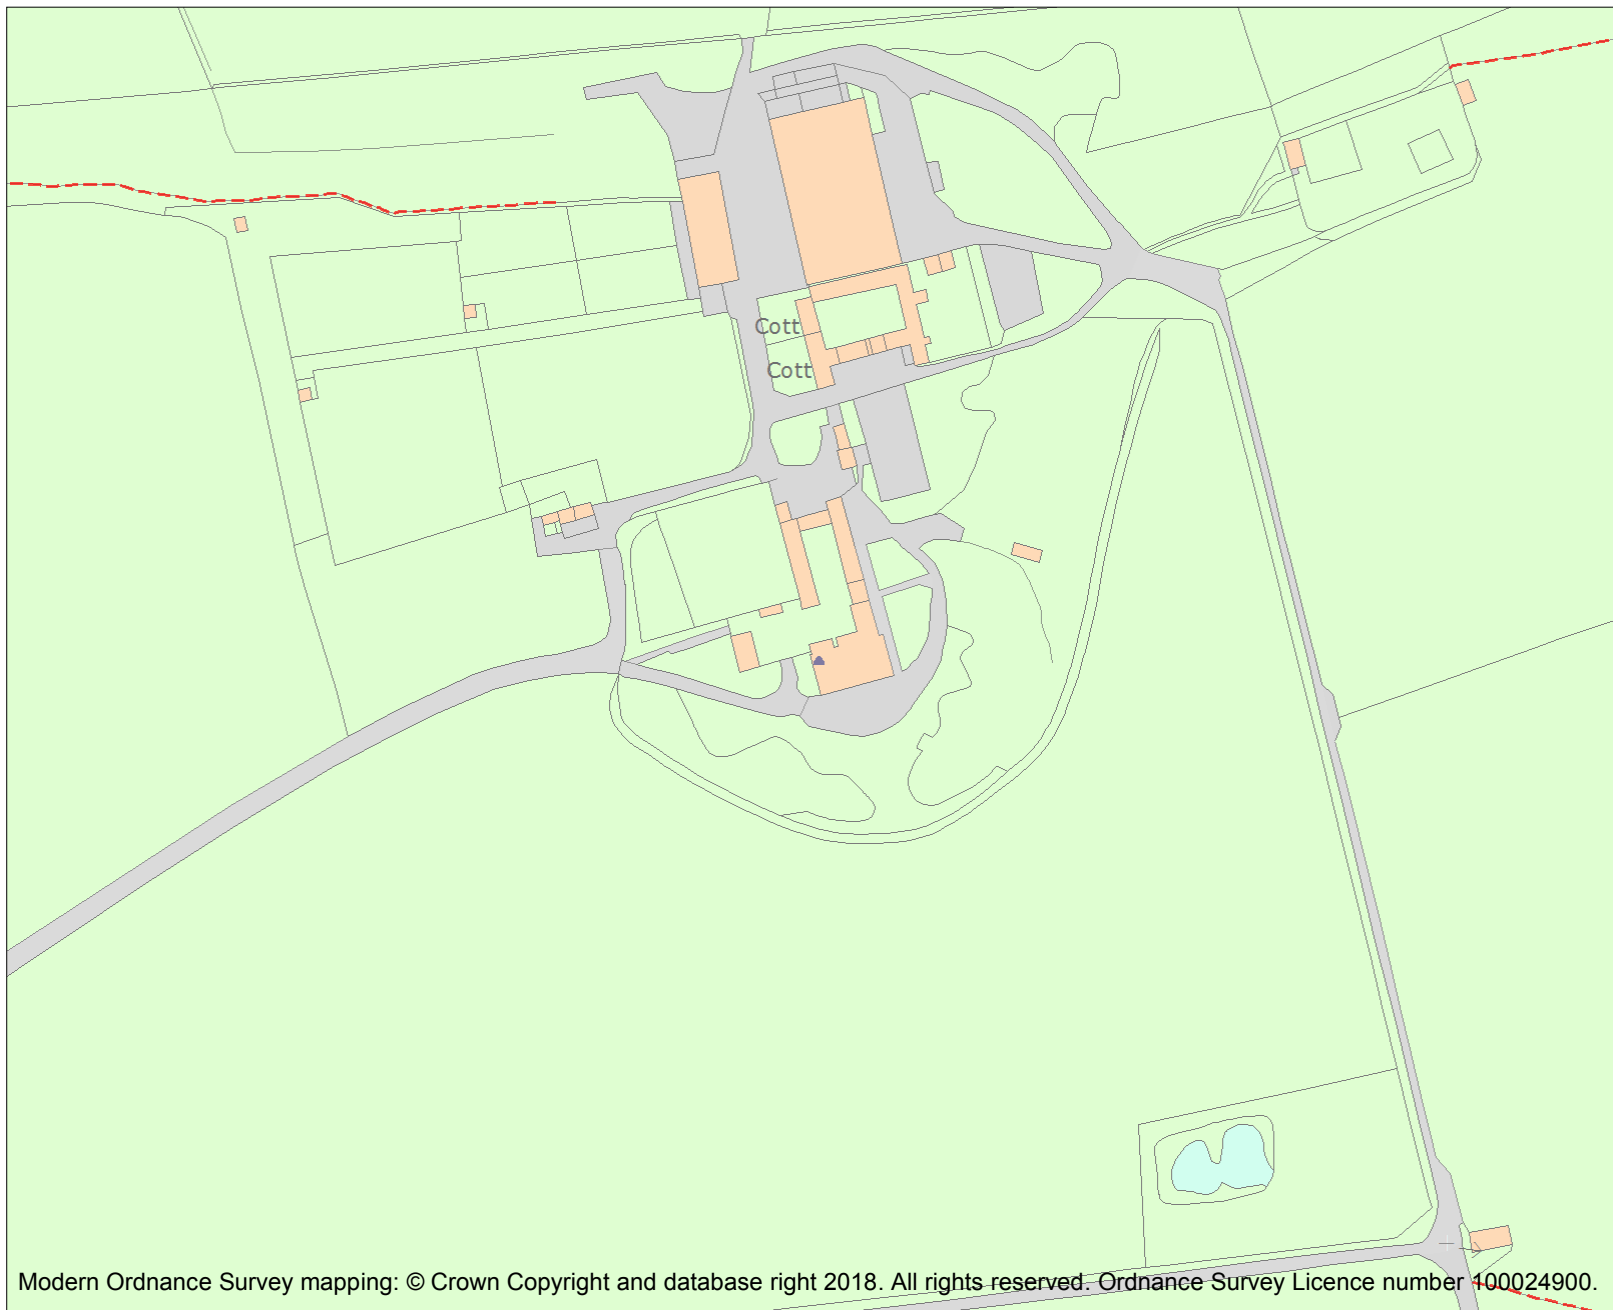 Cott
Cott
Modern Ordnance Survey mapping: © Crown Copyright and database right 2018. All rights reserved. Ordnance Survey Licence number 100024900.